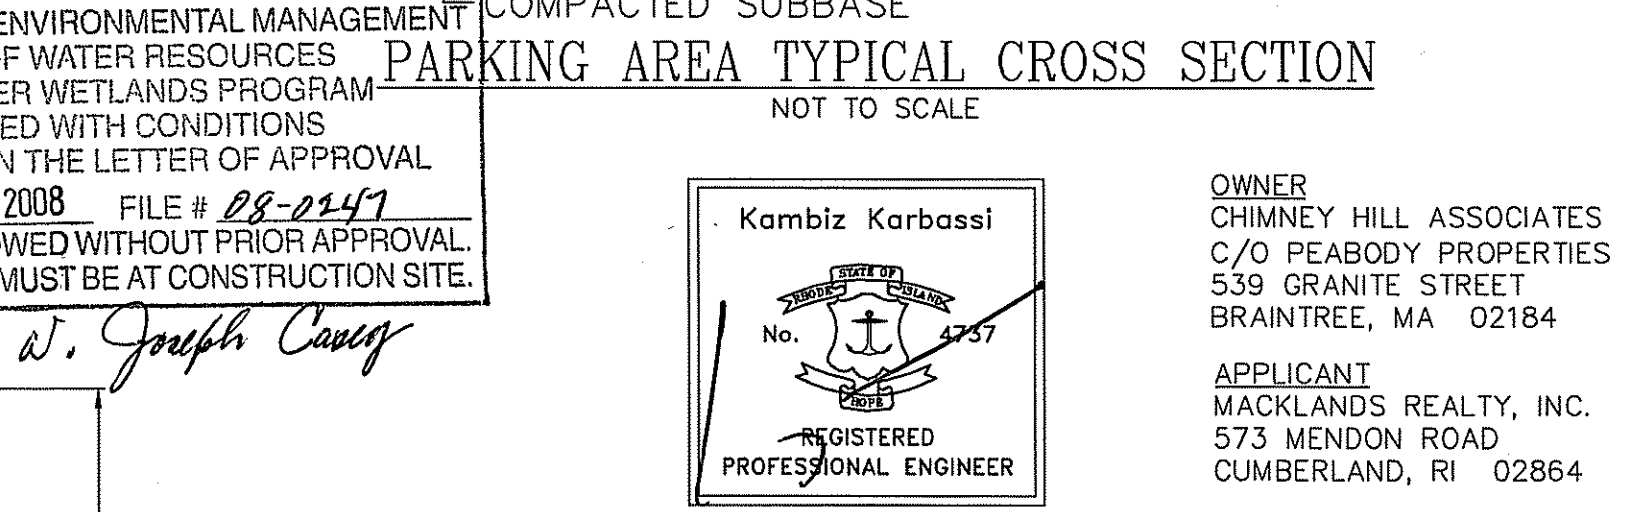 COMPACTED SUBBASE
PARKING AREA TYPICAL CROSS SECTION
NOT TO SCALE
ENVIRONMENTAL MANAGEMENT
F WATER RESOURCES
ER WETLANDS PROGRAM
ED WITH CONDITIONS
N THE LETTER OF APPROVAL
2008 FILE # 08-0247
OWED WITHOUT PRIOR APPROVAL.
MUST BE AT CONSTRUCTION SITE.
W. Joseph Casey
Kambiz Karbassi
STATE OF
RHODE ISLAND
No. 4737
HOPE
REGISTERED
PROFESSIONAL ENGINEER
OWNER
CHIMNEY HILL ASSOCIATES
C/O PEABODY PROPERTIES
539 GRANITE STREET
BRAINTREE, MA 02184
APPLICANT
MACKLANDS REALTY, INC.
573 MENDON ROAD
CUMBERLAND, RI 02864